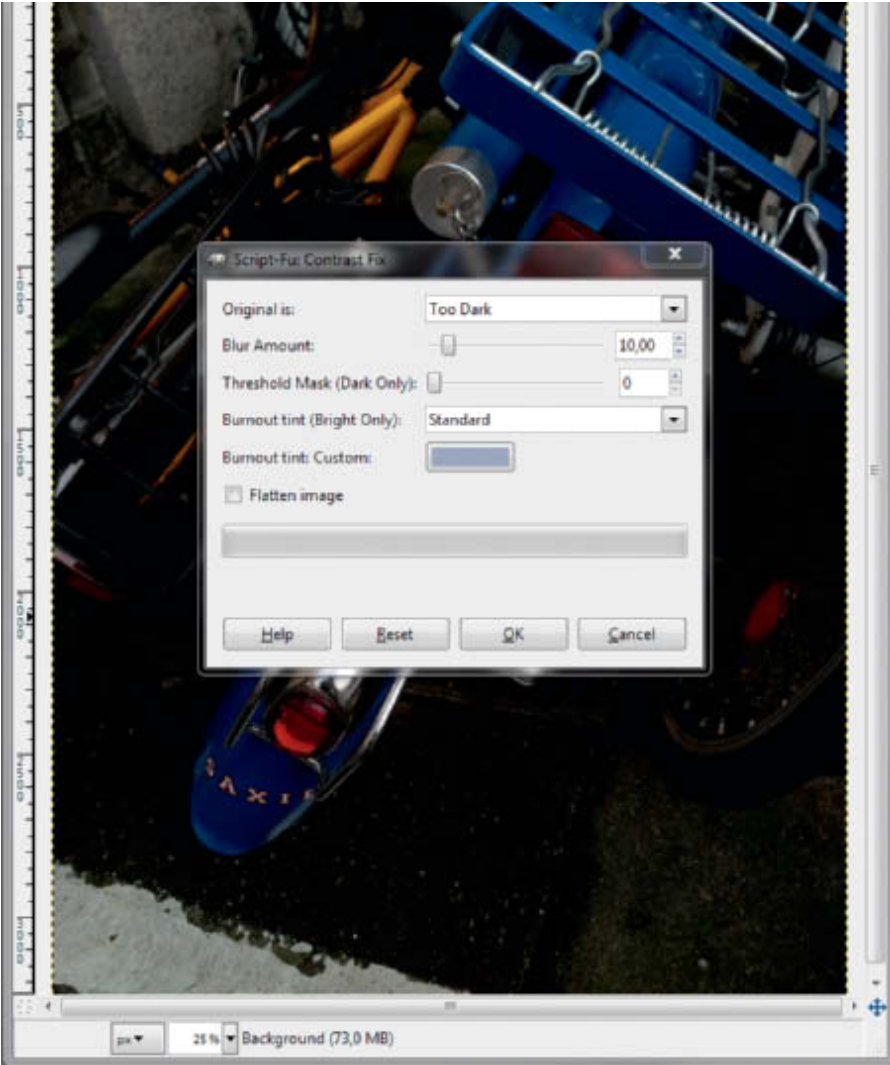 Script-Fu: Contrast Fix
Original is: Too Dark
Blur Amount: 10,00
Threshold Mask (Dark Only): 0
Burnout tint (Bright Only): Standard
Burnout tint: Custom:
Flatten image
Help Reset OK Cancel
SAXIE
px 25 % Background (73,0 MB)